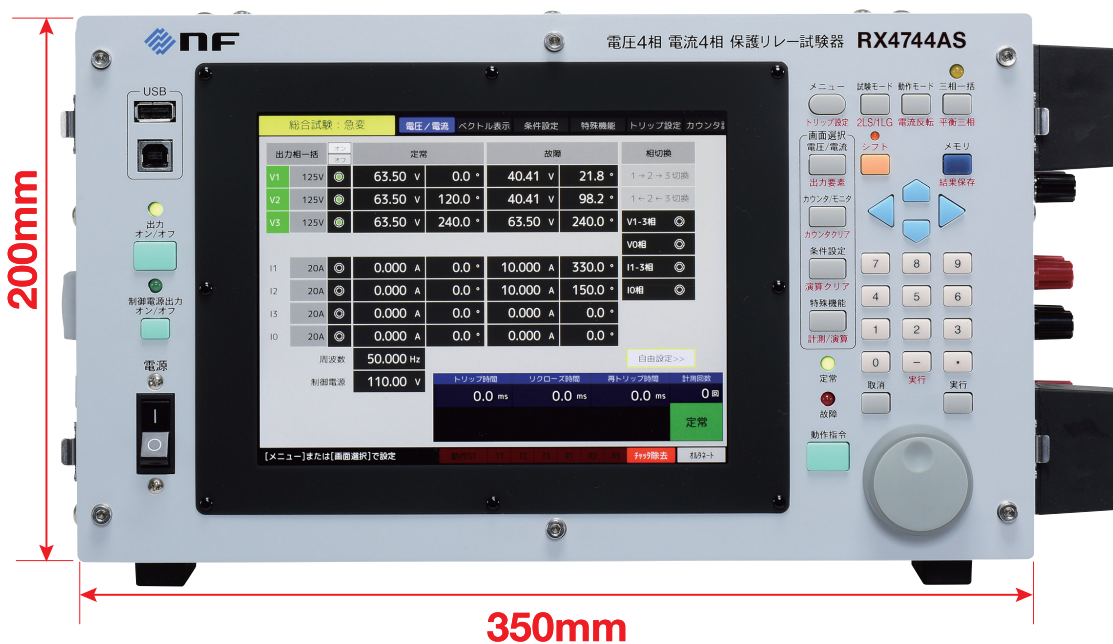 NF
電圧4相 電流4相 保護リレー試験器 RX4744AS
USB
出力
オン/オフ
制御電源出力
オン/オフ
電源
総合試験：急変 電圧／電流 ベクトル表示 条件設定 特殊機能 トリップ設定 カウンタ
出力相一括 オン オフ 定常 故障 相切換
V1 125V 63.50 V 0.0 ° 40.41 V 21.8 ° 1→2→3切換
V2 125V 63.50 V 120.0 ° 40.41 V 98.2 ° 1←2←3切換
V3 125V 63.50 V 240.0 ° 63.50 V 240.0 ° V1-3相
V0相
I1 20A 0.000 A 0.0 ° 10.000 A 330.0 ° I1-3相
I2 20A 0.000 A 0.0 ° 10.000 A 150.0 ° I0相
I3 20A 0.000 A 0.0 ° 0.000 A 0.0 °
I0 20A 0.000 A 0.0 ° 0.000 A 0.0 °
周波数 50.000 Hz
自由設定>>
制御電源 110.00 V
トリップ時間 リクローズ時間 再トリップ時間 計測回数
0.0 ms 0.0 ms 0.0 ms 0 回
定常
[メニュー]または[画面選択]で設定 チャッタ除去 オルタネート
メニュー 試験モード 動作モード 三相一括
トリップ設定 2LS/1LG 電流反転 平衡三相
画面選択
電圧/電流 シフト メモリ
出力要素 結果保存
カウンタ/モニタ
カウンタクリア
条件設定
演算クリア
特殊機能
計測/演算
7 8 9
4 5 6
1 2 3
0 − ・
実行
定常
取消 実行
故障
動作指令
200mm
350mm